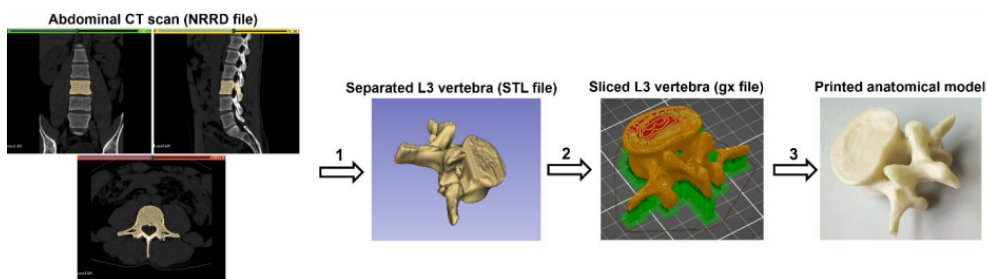 Abdominal CT scan (NRRD file)
Separated L3 vertebra (STL file)
Sliced L3 vertebra (gx file)
Printed anatomical model
1
2
3